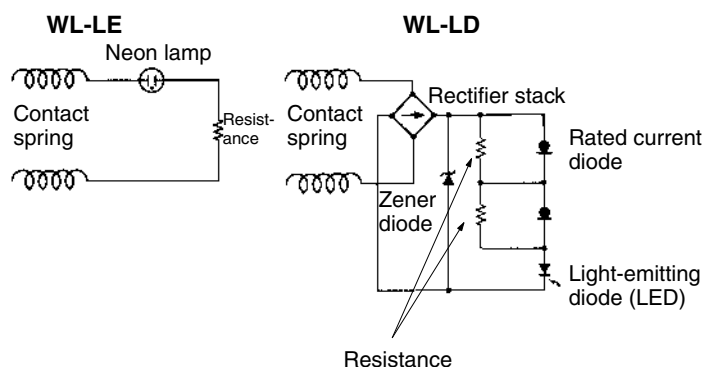 WL-LE
Neon lamp
Contact
spring
Resist-
ance
WL-LD
Rectifier stack
Contact
spring
Zener
diode
Rated current
diode
Light-emitting
diode (LED)
Resistance